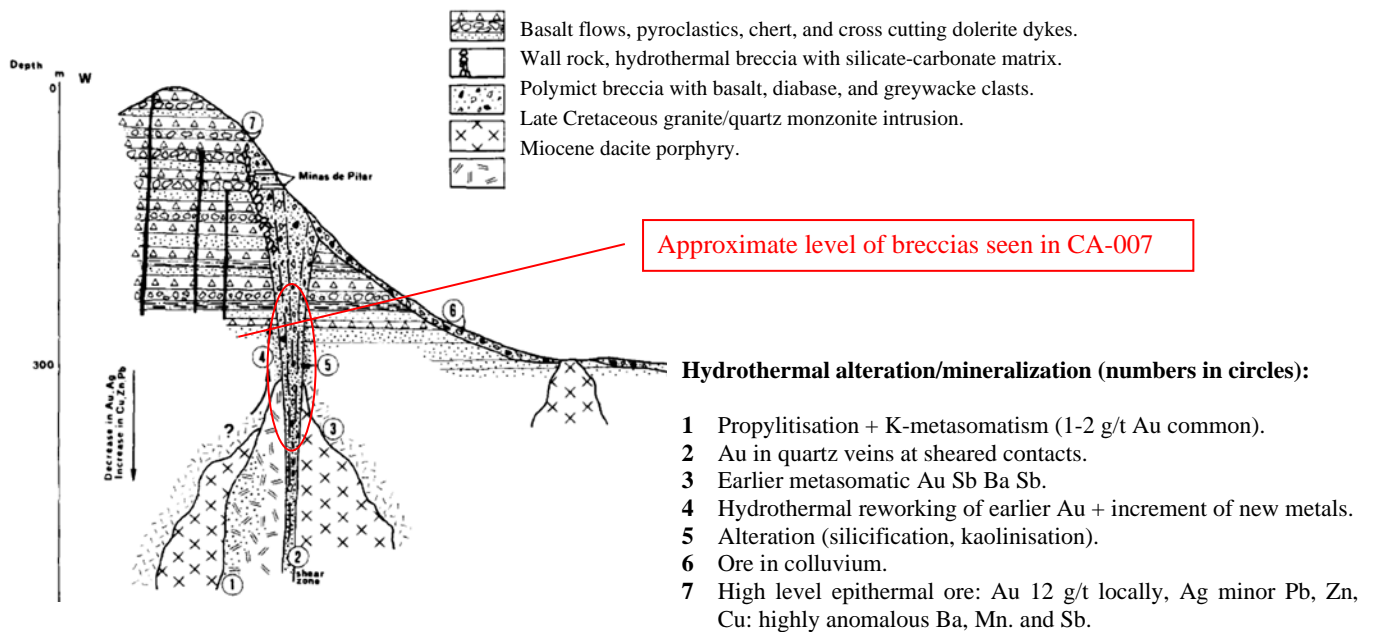 Basalt flows, pyroclastics, chert, and cross cutting dolerite dykes.
Wall rock, hydrothermal breccia with silicate-carbonate matrix.
Polymict breccia with basalt, diabase, and greywacke clasts.
Late Cretaceous granite/quartz monzonite intrusion.
Miocene dacite porphyry.
Depth
m W
0
7
Minas de Pilar
Approximate level of breccias seen in CA-007
6
300
4
5
Decrease in Au, Ag
Increase in Cu, Zn, Pb
?
3
2
shear
zone
1
Hydrothermal alteration/mineralization (numbers in circles):
1 Propylitisation + K-metasomatism (1-2 g/t Au common).
2 Au in quartz veins at sheared contacts.
3 Earlier metasomatic Au Sb Ba Sb.
4 Hydrothermal reworking of earlier Au + increment of new metals.
5 Alteration (silicification, kaolinisation).
6 Ore in colluvium.
7 High level epithermal ore: Au 12 g/t locally, Ag minor Pb, Zn,
Cu: highly anomalous Ba, Mn. and Sb.